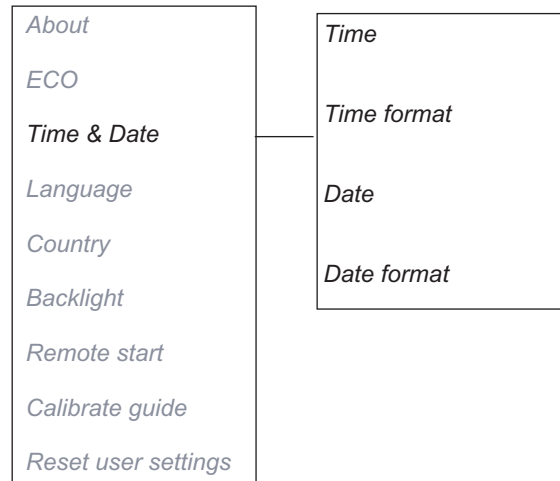 About
ECO
Time & Date
Language
Country
Backlight
Remote start
Calibrate guide
Reset user settings
Time
Time format
Date
Date format